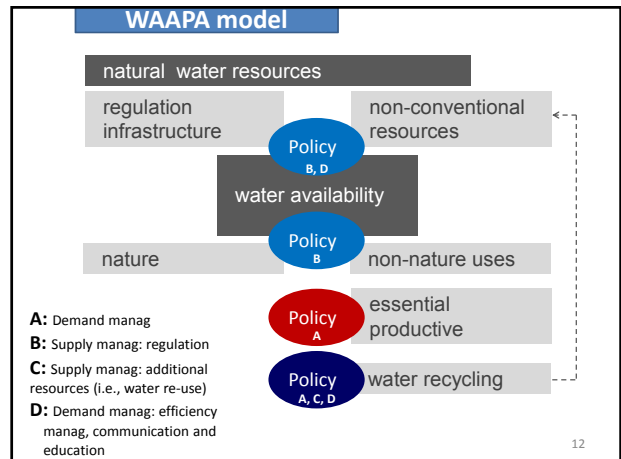 WAAPA model
natural water resources
regulation
infrastructure
non-conventional
resources
Policy
B, D
water availability
Policy
B
nature
non-nature uses
Policy
A
essential
productive
Policy
A, C, D
water recycling
A: Demand manag
B: Supply manag: regulation
C: Supply manag: additional
resources (i.e., water re-use)
D: Demand manag: efficiency
manag, communication and
education
12